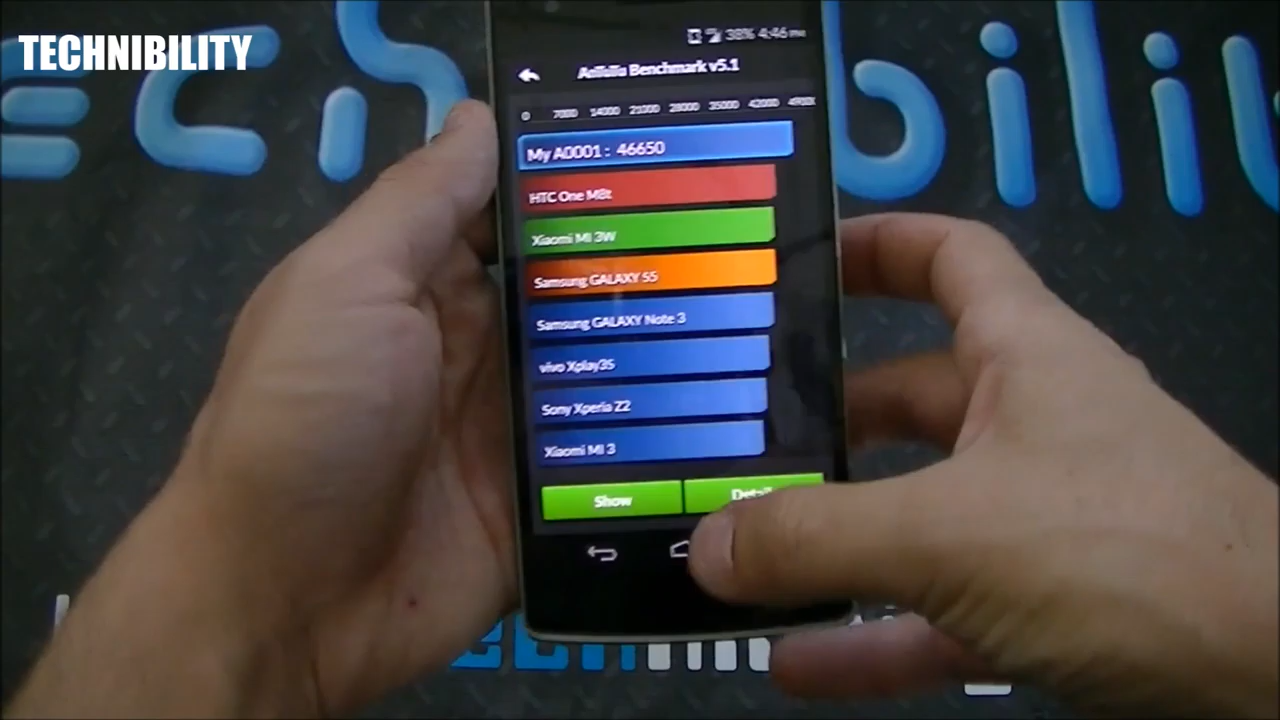 TECHNIBILITY
38% 4:46 PM
AnTuTu Benchmark v5.1
0 7000 14000 21000 28000 35000 42000 49000
My A0001 : 46650
HTC One M8t
Xiaomi MI 3W
Samsung GALAXY S5
Samsung GALAXY Note 3
vivo Xplay3S
Sony Xperia Z2
Xiaomi MI 3
Show